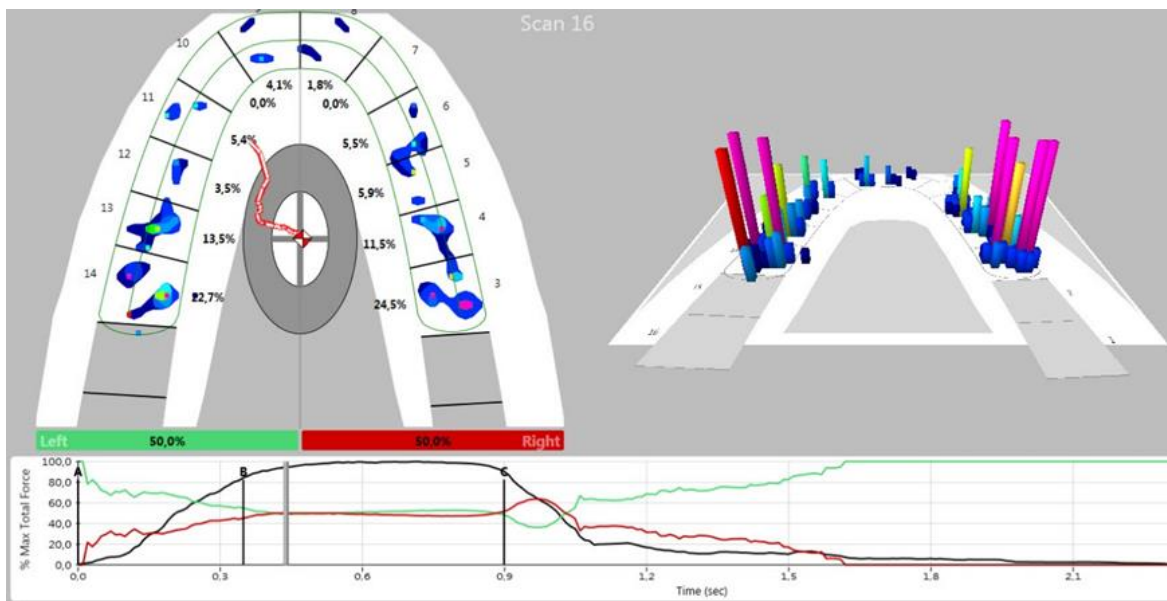 Scan 16
10
7
4,1% 1,8%
0,0% 0,0%
11
6
5,4% 5,5%
12
5
3,5% 5,9%
13
4
13,5% 11,5%
14
3
22,7% 24,5%
Left 50,0% 50,0% Right
% Max Total Force
100,0
80,0
60,0
40,0
20,0
0,0
A
B
C
0,0 0,3 0,6 0,9 1,2 1,5 1,8 2,1
Time (sec)